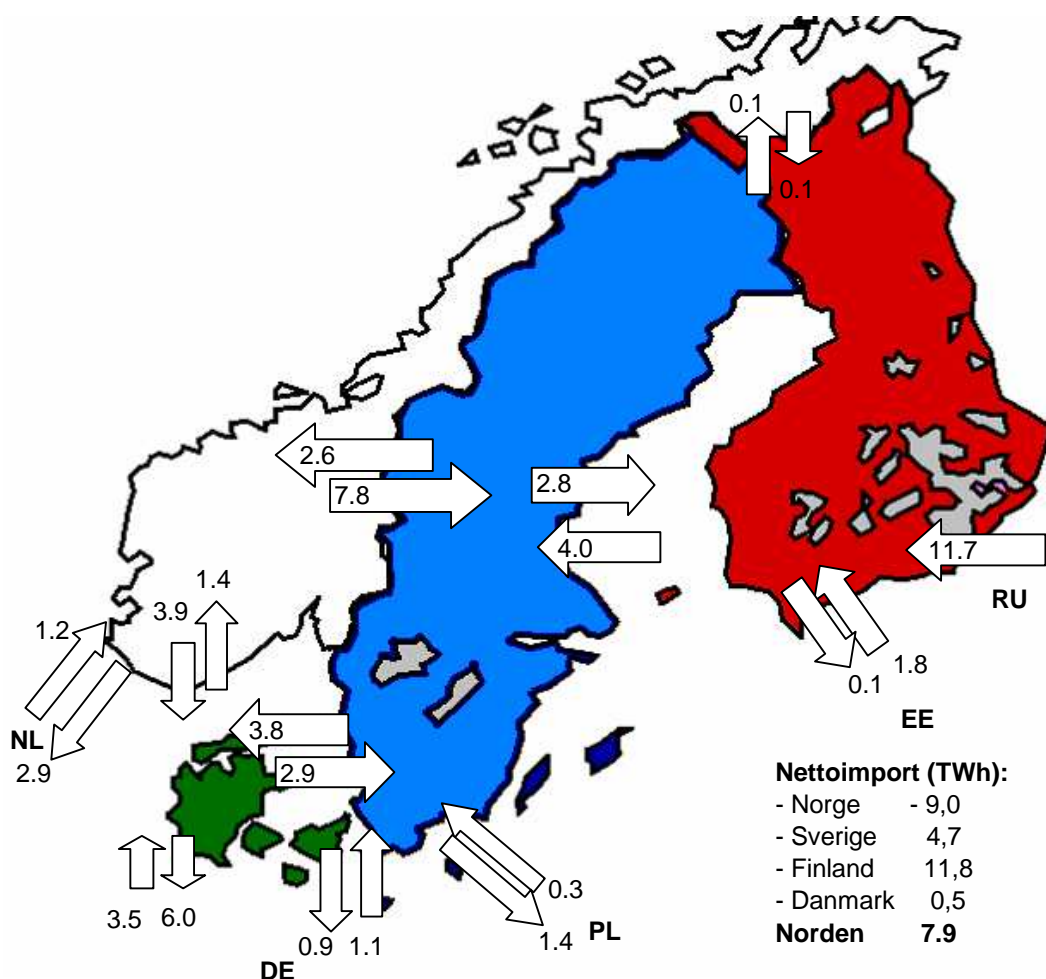 0.1
0.1
2.6
7.8
2.8
4.0
11.7
RU
1.4
3.9
1.2
1.8
0.1
EE
NL
2.9
3.8
2.9
Nettoimport (TWh):
- Norge - 9,0
- Sverige 4,7
- Finland 11,8
- Danmark 0,5
Norden 7.9
3.5 6.0
0.9 1.1
0.3
1.4
PL
DE